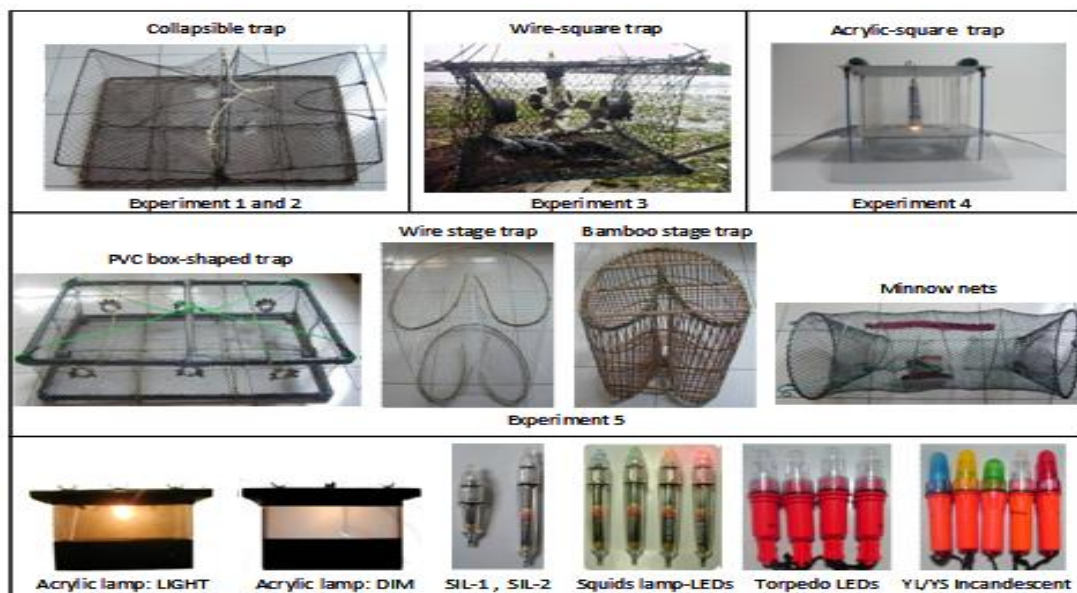 Collapsible trap
Wire-square trap
Acrylic-square trap
Experiment 1 and 2
Experiment 3
Experiment 4
Wire stage trap
Bamboo stage trap
PVC box-shaped trap
Minnow nets
Experiment 5
Acrylic lamp: LIGHT
Acrylic lamp: DIM
SIL-1 , SIL-2
Squids lamp-LEDs
Torpedo LEDs
YL/YS Incandescent